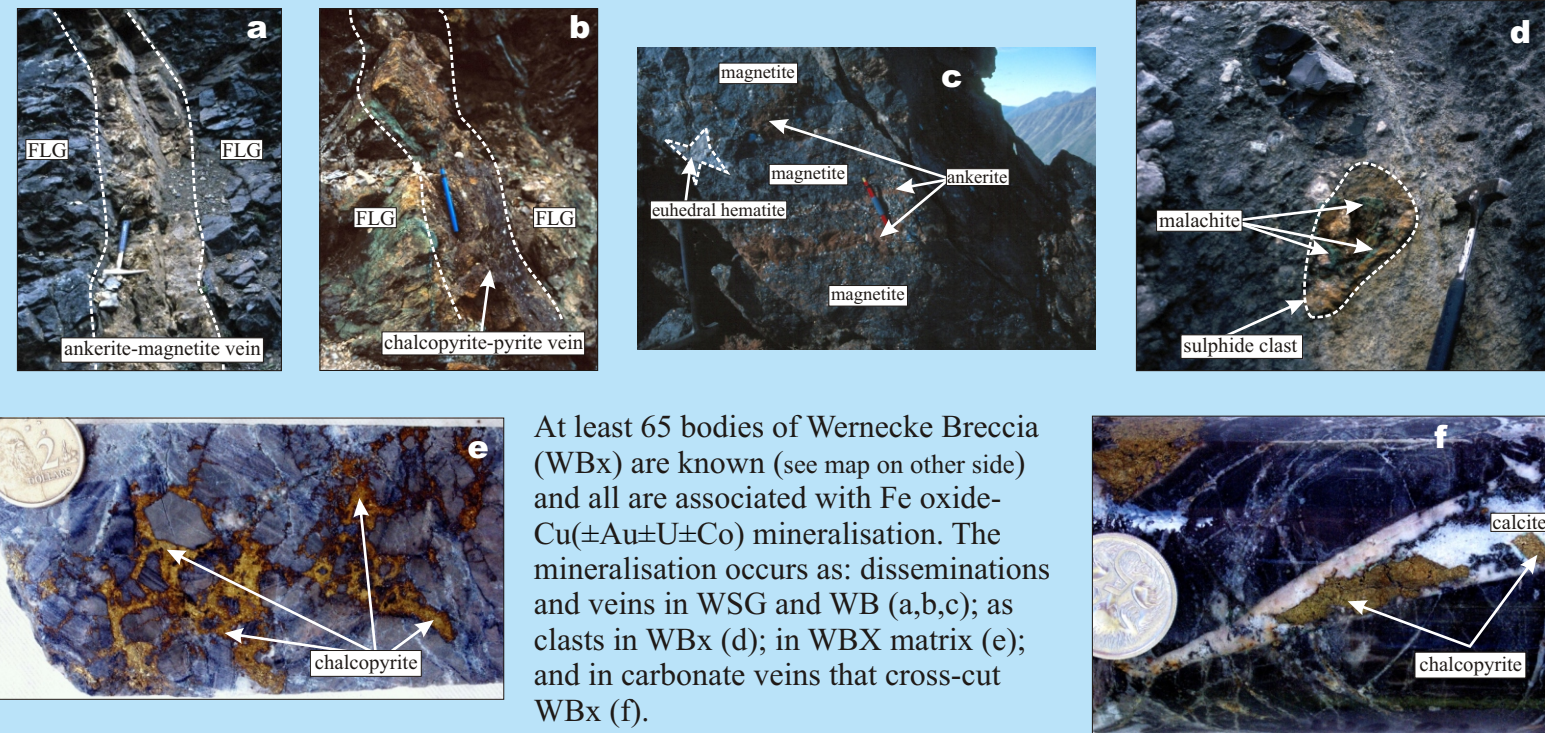 a
FLG
FLG
ankerite-magnetite vein
b
FLG
FLG
chalcopyrite-pyrite vein
magnetite
c
magnetite
ankerite
euhedral hematite
magnetite
d
malachite
sulphide clast
2
e
chalcopyrite
At least 65 bodies of Wernecke Breccia
(WBx) are known (see map on other side)
and all are associated with Fe oxide-
Cu(±Au±U±Co) mineralisation. The
mineralisation occurs as: disseminations
and veins in WSG and WB (a,b,c); as
clasts in WBx (d); in WBX matrix (e);
and in carbonate veins that cross-cut
WBx (f).
f
calcite
chalcopyrite